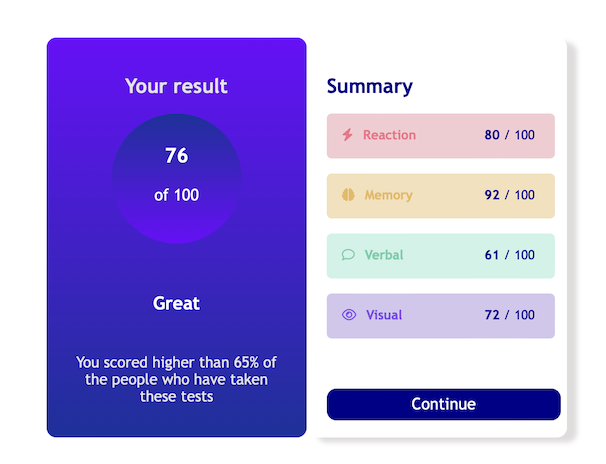 Your result
76
of 100
Great
You scored higher than 65% of
the people who have taken
these tests
Summary
Reaction 80 / 100
Memory 92 / 100
Verbal 61 / 100
Visual 72 / 100
Continue